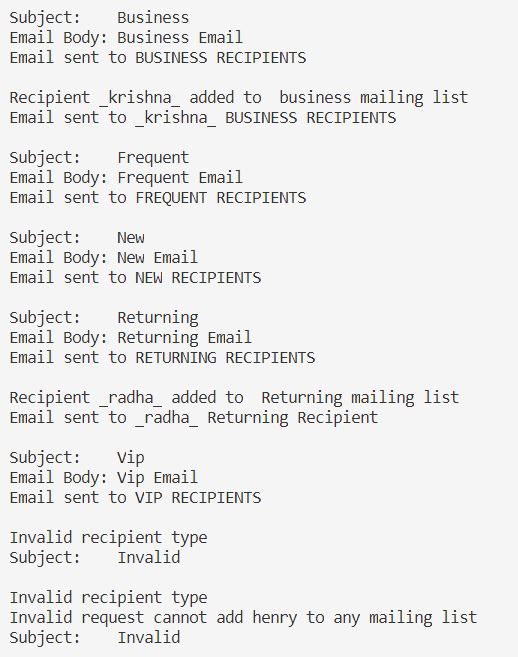 Subject:    Business
Email Body: Business Email
Email sent to BUSINESS RECIPIENTS
Recipient _krishna_ added to  business mailing list
Email sent to _krishna_ BUSINESS RECIPIENTS
Subject:    Frequent
Email Body: Frequent Email
Email sent to FREQUENT RECIPIENTS
Subject:    New
Email Body: New Email
Email sent to NEW RECIPIENTS
Subject:    Returning
Email Body: Returning Email
Email sent to RETURNING RECIPIENTS
Recipient _radha_ added to  Returning mailing list
Email sent to _radha_ Returning Recipient
Subject:    Vip
Email Body: Vip Email
Email sent to VIP RECIPIENTS
Invalid recipient type
Subject:    Invalid
Invalid recipient type
Invalid request cannot add henry to any mailing list
Subject:    Invalid